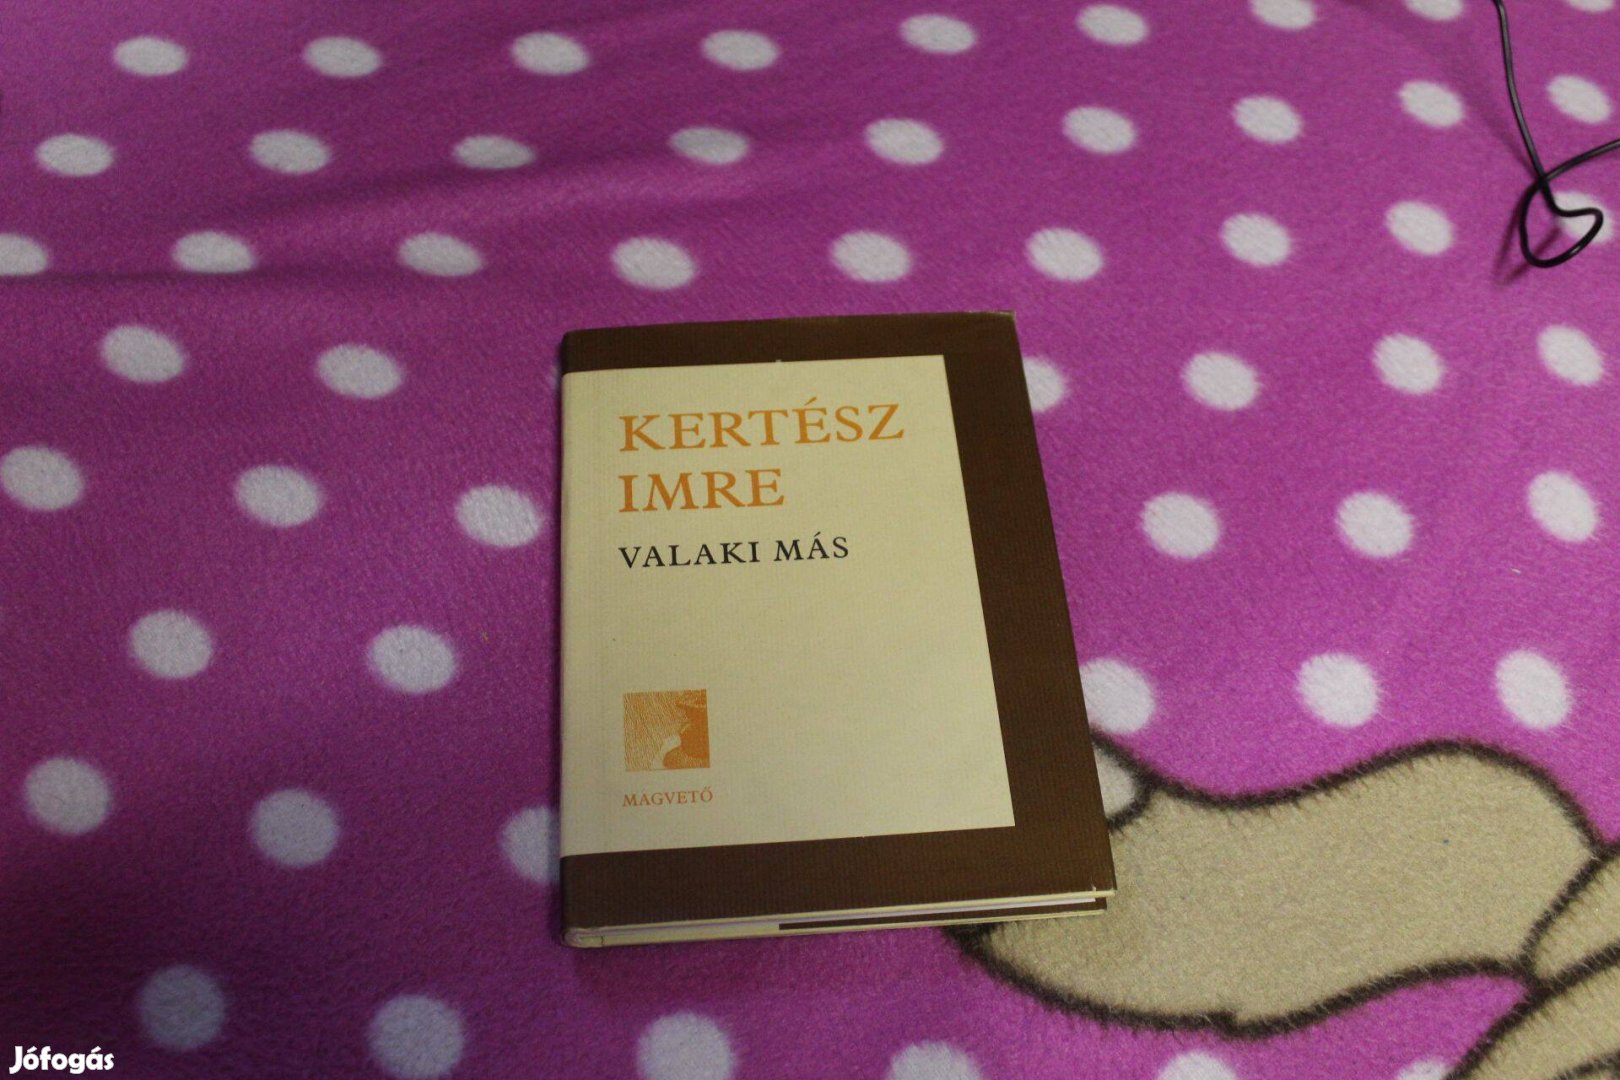 KERTÉSZ
IMRE
VALAKI MÁS
MAGVETŐ
Jófogás